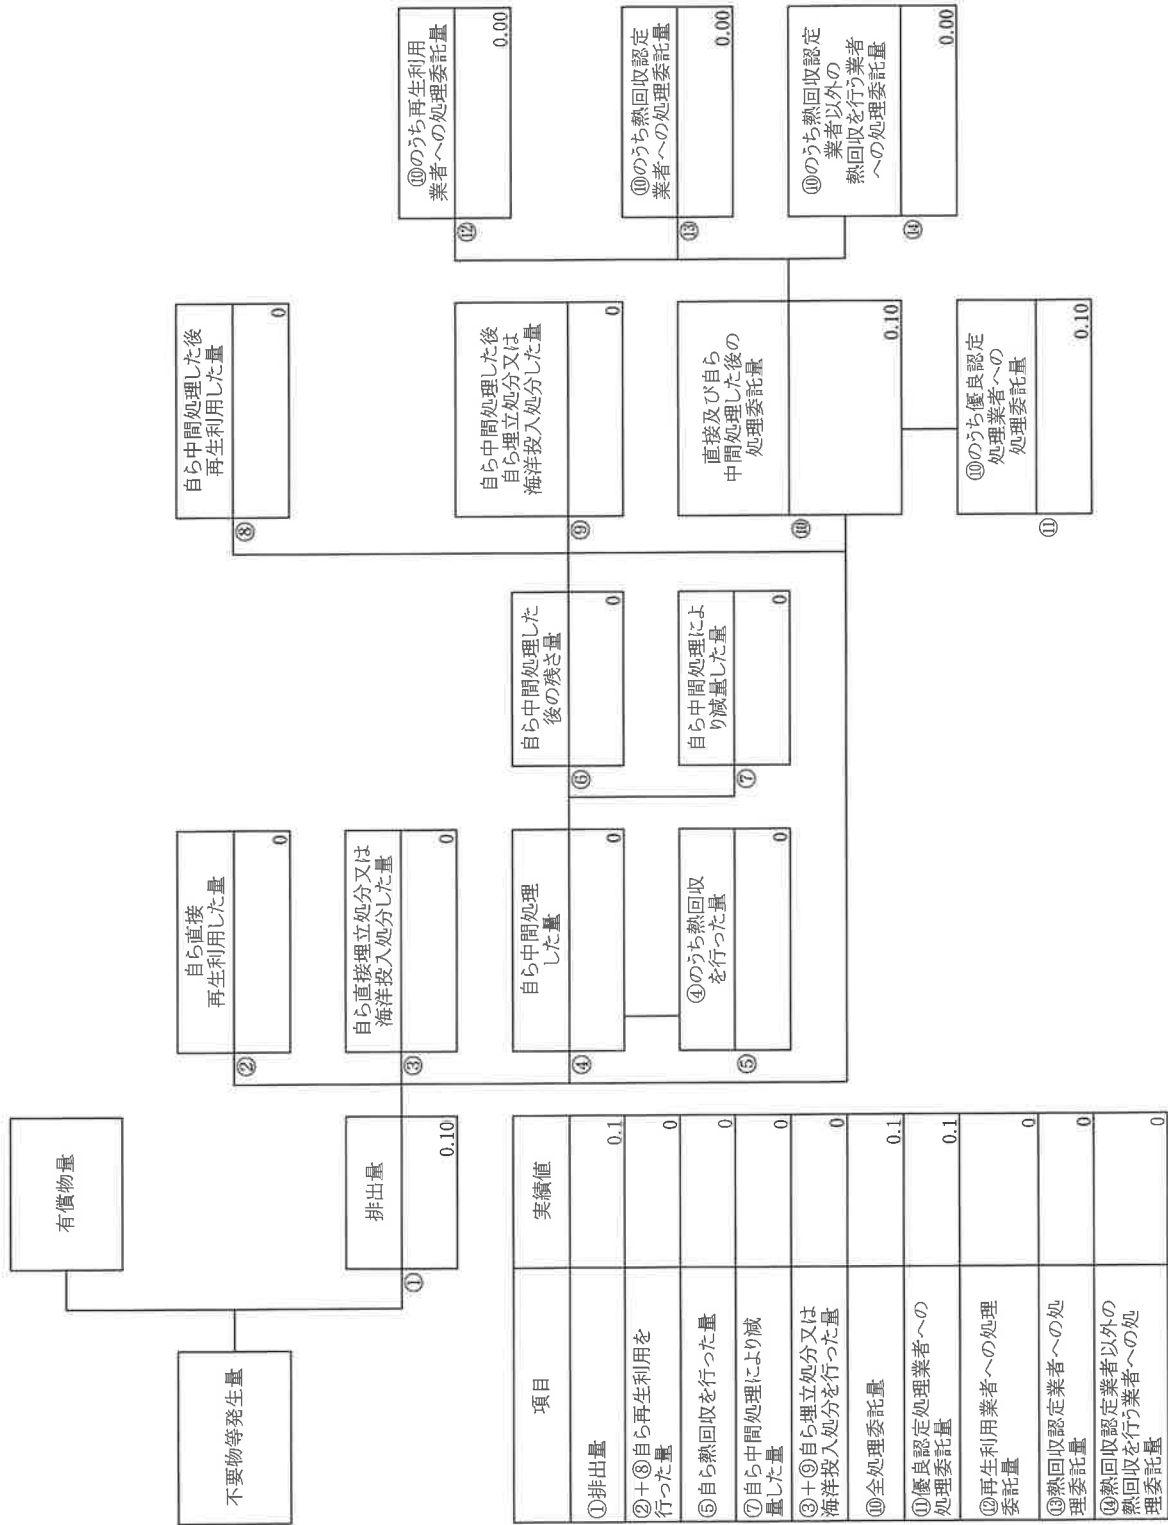 不要物等発生量
有償物量
①
排出量
0.10
②
自ら直接
再生利用した量
0
③
自ら直接埋立処分又は
海洋投入処分した量
0
④
自ら中間処理
した量
0
⑤
④のうち熱回収
を行った量
0
⑥
自ら中間処理した
後の残さ量
0
⑦
自ら中間処理によ
り減量した量
0
⑧
自ら中間処理した後
再生利用した量
0
⑨
自ら中間処理した後
自ら埋立処分又は
海洋投入処分した量
0
⑩
直接及び自ら
中間処理した後の
処理委託量
0.10
⑪
⑩のうち優良認定
処理業者への
処理委託量
0.10
⑫
⑩のうち再生利用
業者への処理委託量
0.00
⑬
⑩のうち熱回収認定
業者への処理委託量
0.00
⑭
⑩のうち熱回収認定
業者以外の
熱回収を行う業者
への処理委託量
0.00
項目 実績値
①排出量 0.1
②+⑧自ら再生利用を
行った量 0
⑤自ら熱回収を行った量 0
⑦自ら中間処理により減
量した量 0
③+⑨自ら埋立処分又は
海洋投入処分を行った量 0
⑩全処理委託量 0.1
⑪優良認定処理業者への
処理委託量 0.1
⑫再生利用業者への処理
委託量 0
⑬熱回収認定業者への処
理委託量 0
⑭熱回収認定業者以外の
熱回収を行う業者への処
理委託量 0